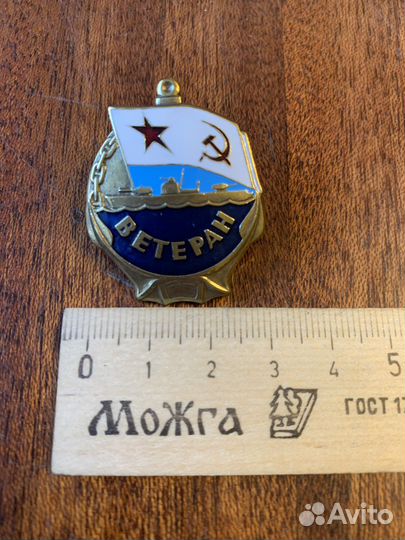 ВЕТЕРАН
0 1 2 3 4 5
МоЖга ГОСТ 17
Avito